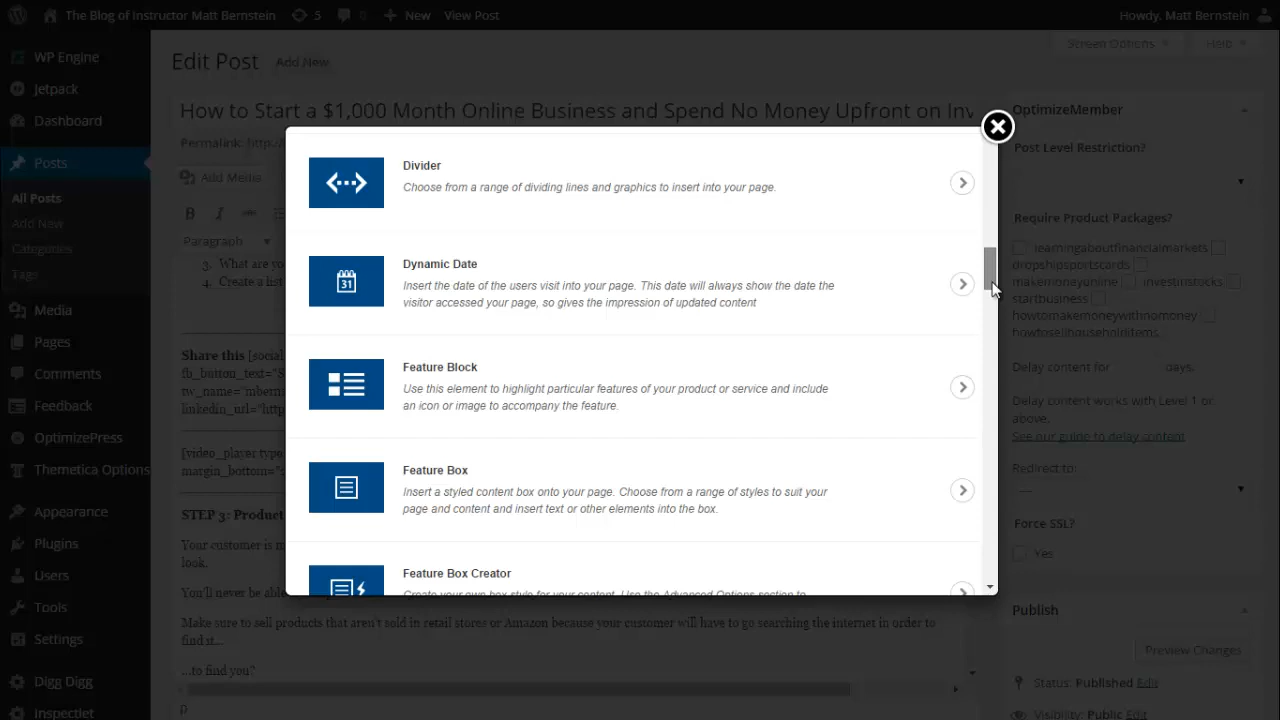 The Blog of Instructor Matt Bernstein
5
0
New
View Post
Howdy, Matt Bernstein
WP Engine
Jetpack
Dashboard
Posts
All Posts
Add New
Categories
Tags
Media
Pages
Comments
Feedback
OptimizePress
Thematica Options
Appearance
Plugins
Users
Tools
Settings
Digg Digg
Inspectlet
Edit Post
Add New
Screen Options
Help
How to Start a $1,000 Month Online Business and Spend No Money Upfront on Inv
Permalink: http:/
Add Media
B I ABC
Paragraph
3. What are yo
4. Create a list
Share this [social
fb_button_text="S
linkedin_url="http
[video_player type
margin_bottom="
STEP 3: Product
Your customer is
look.
You'll never be able
Make sure to sell products that aren't sold in retail stores or Amazon because your customer will have to go searching the internet in order to
find it...
...to find you?
p
Divider
Choose from a range of dividing lines and graphics to insert into your page.
31
Dynamic Date
Insert the date of the users visit into your page. This date will always show the date the
visitor accessed your page, so gives the impression of updated content
Feature Block
Use this element to highlight particular features of your product or service and include
an icon or image to accompany the feature.
Feature Box
Insert a styled content box onto your page. Choose from a range of styles to suit your
page and content and insert text or other elements into the box.
Feature Box Creator
Create your own box style for your content. Use the Advanced Options section to
OptimizeMember
Post Level Restriction?
Require Product Packages?
learningaboutfinancialmarkets
dropshipsportscards
makemoneyonline
investinstocks
startbusiness
howtomakemoneywithnomoney
howtosellhouseholditems
Delay content for days.
Delay content works with Level 1 or
above.
See our guide to delay content
Redirect to:
---
Force SSL?
Yes
Publish
Preview Changes
Status: Published Edit
Visibility: Public Edit